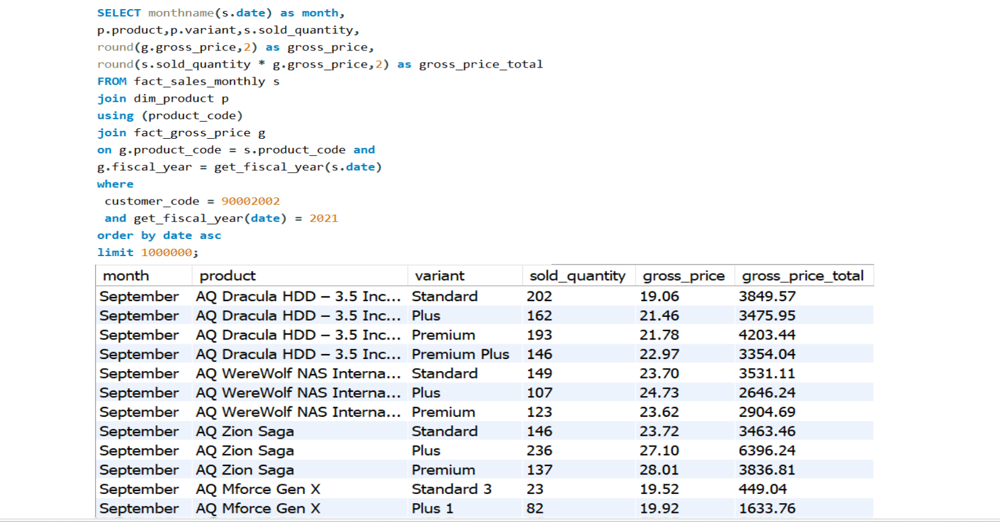 SELECT monthname(s.date) as month,
p.product,p.variant,s.sold_quantity,
round(g.gross_price,2) as gross_price,
round(s.sold_quantity * g.gross_price,2) as gross_price_total
FROM fact_sales_monthly s
join dim_product p
using (product_code)
join fact_gross_price g
on g.product_code = s.product_code and
g.fiscal_year = get_fiscal_year(s.date)
where
customer_code = 90002002
and get_fiscal_year(date) = 2021
order by date asc
limit 1000000;
month product variant sold_quantity gross_price gross_price_total
September AQ Dracula HDD – 3.5 Inc... Standard 202 19.06 3849.57
September AQ Dracula HDD – 3.5 Inc... Plus 162 21.46 3475.95
September AQ Dracula HDD – 3.5 Inc... Premium 193 21.78 4203.44
September AQ Dracula HDD – 3.5 Inc... Premium Plus 146 22.97 3354.04
September AQ WereWolf NAS Interna... Standard 149 23.70 3531.11
September AQ WereWolf NAS Interna... Plus 107 24.73 2646.24
September AQ WereWolf NAS Interna... Premium 123 23.62 2904.69
September AQ Zion Saga Standard 146 23.72 3463.46
September AQ Zion Saga Plus 236 27.10 6396.24
September AQ Zion Saga Premium 137 28.01 3836.81
September AQ Mforce Gen X Standard 3 23 19.52 449.04
September AQ Mforce Gen X Plus 1 82 19.92 1633.76